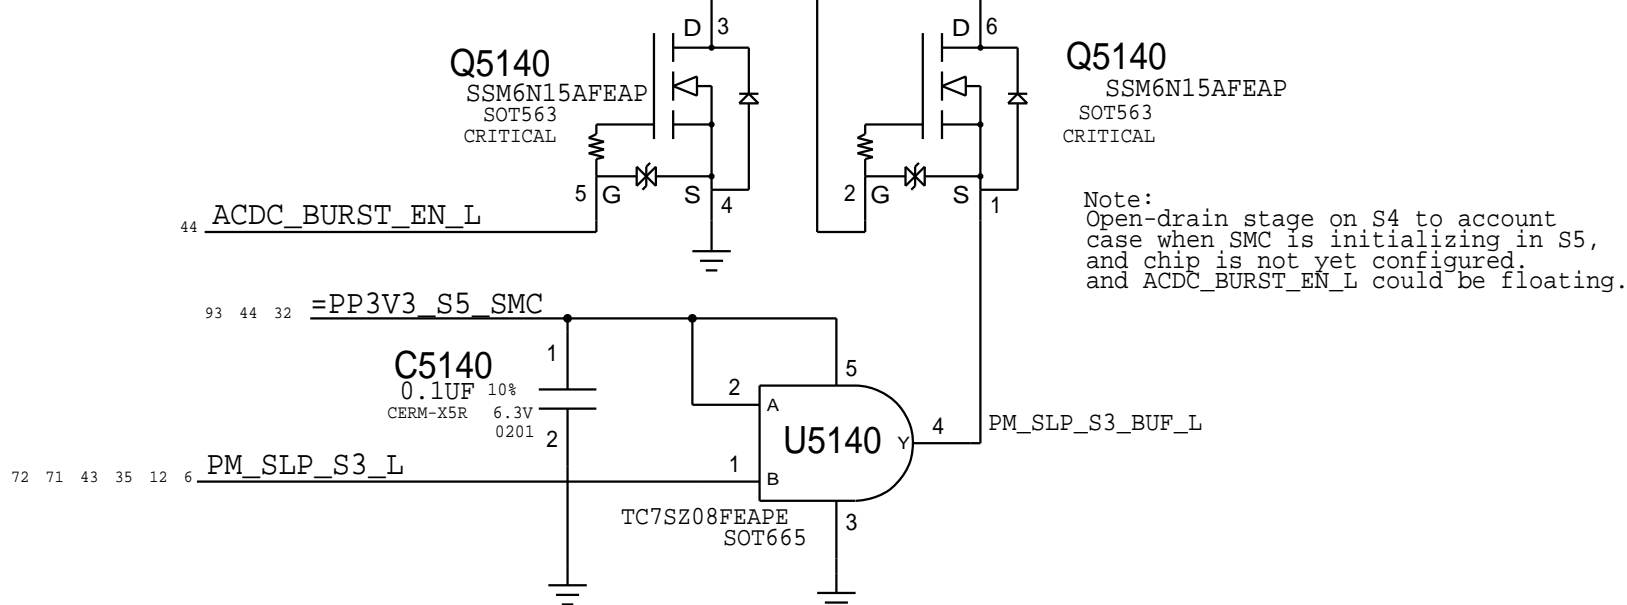 D 3
Q5140
SSM6N15AFEAP
SOT563
CRITICAL
5 G S 4
D 6
Q5140
SSM6N15AFEAP
SOT563
CRITICAL
2 G S 1
44 ACDC_BURST_EN_L
Note:
Open-drain stage on S4 to account
case when SMC is initializing in S5,
and chip is not yet configured.
and ACDC_BURST_EN_L could be floating.
93 44 32 =PP3V3_S5_SMC
1
C5140
0.1UF 10%
CERM-X5R 6.3V
0201
2
5
2 A
U5140 Y 4 PM_SLP_S3_BUF_L
1 B
72 71 43 35 12 6 PM_SLP_S3_L
TC7SZ08FEAPE
SOT665
3